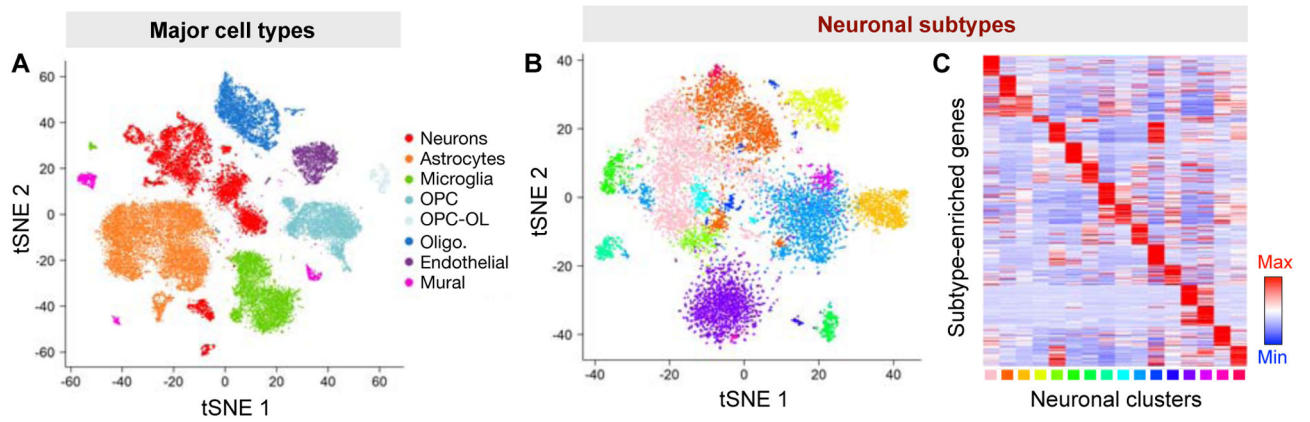 Major cell types
Neuronal subtypes
A
60
40
20
0
-20
-40
-60
tSNE 2
-60
-40
-20
0
20
40
60
tSNE 1
Neurons
Astrocytes
Microglia
OPC
OPC-OL
Oligo.
Endothelial
Mural
B
40
20
0
-20
-40
tSNE 2
-40
-20
0
20
40
tSNE 1
C
Subtype-enriched genes
Neuronal clusters
Max
Min